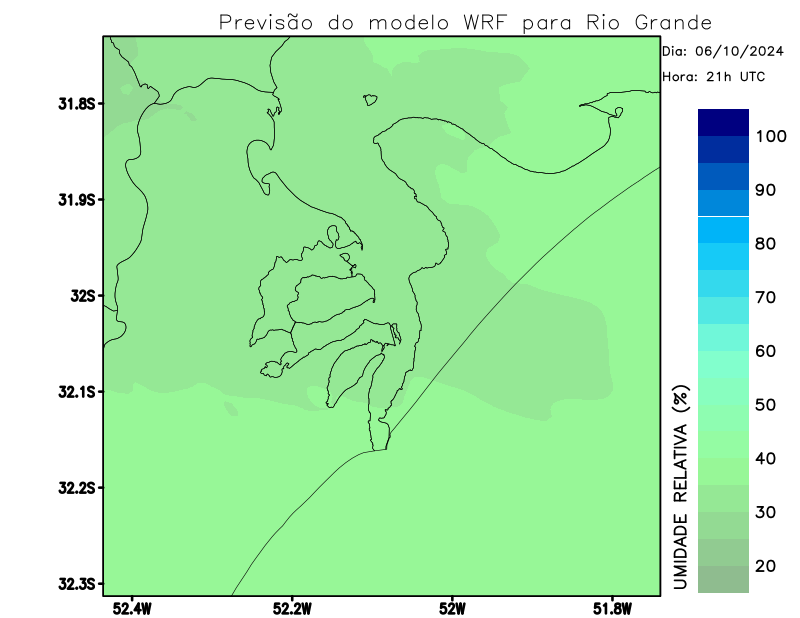 Previsão do modelo WRF para Rio Grande
Dia: 06/10/2024
Hora: 21h UTC
31.8S
31.9S
32S
32.1S
32.2S
32.3S
52.4W
52.2W
52W
51.8W
100
90
80
70
60
50
40
30
20
UMIDADE RELATIVA (%)